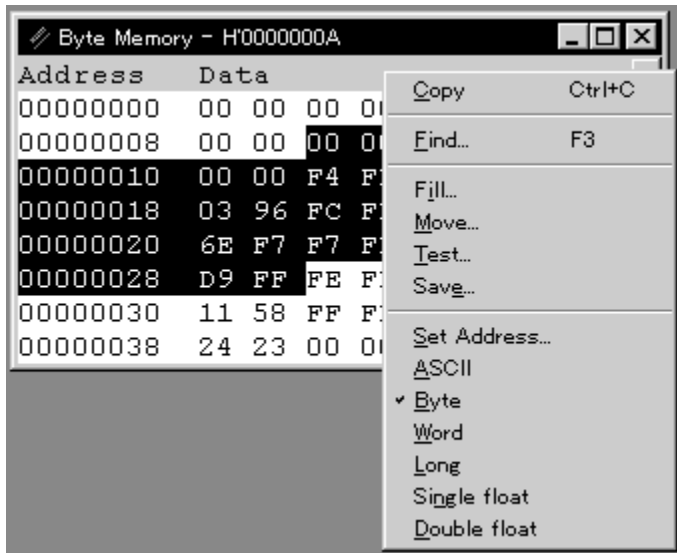 Byte Memory - H'0000000A
Address Data
00000000 00 00 00
00000008 00 00 00
00000010 00 00 F4
00000018 03 96 FC
00000020 6E F7 F7
00000028 D9 FF FE
00000030 11 58 FF
00000038 24 23 00
Copy Ctrl+C
Find... F3
Fill...
Move...
Test...
Save...
Set Address...
ASCII
Byte
Word
Long
Single float
Double float